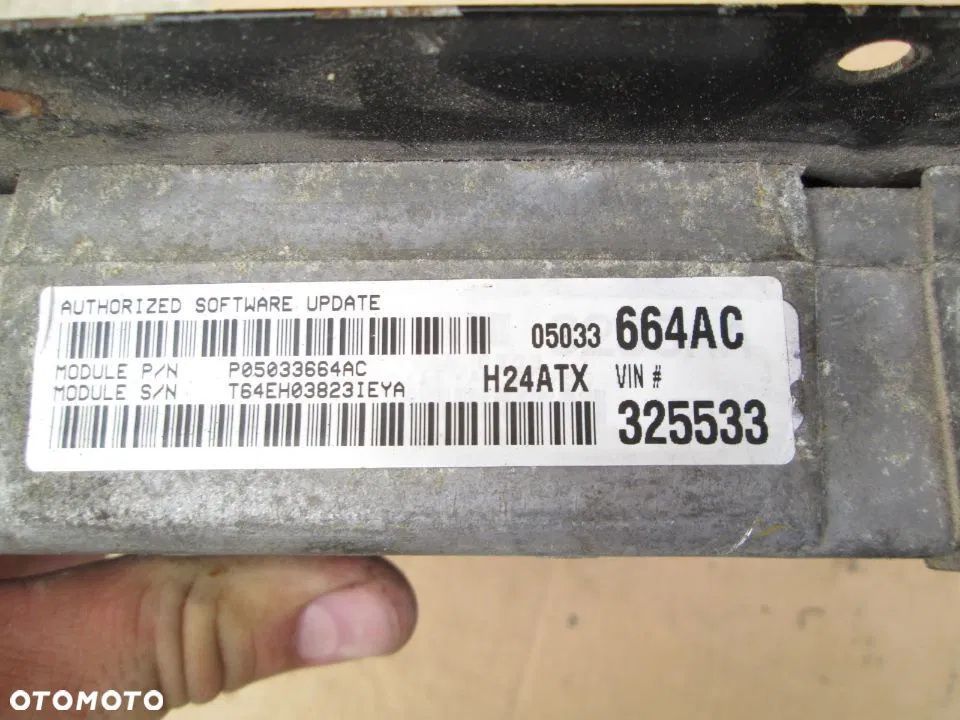 AUTHORIZED SOFTWARE UPDATE
05033 664AC
MODULE P/N P05033664AC
MODULE S/N T64EH03823IEYA
H24ATX VIN #
325533
OTOMOTO